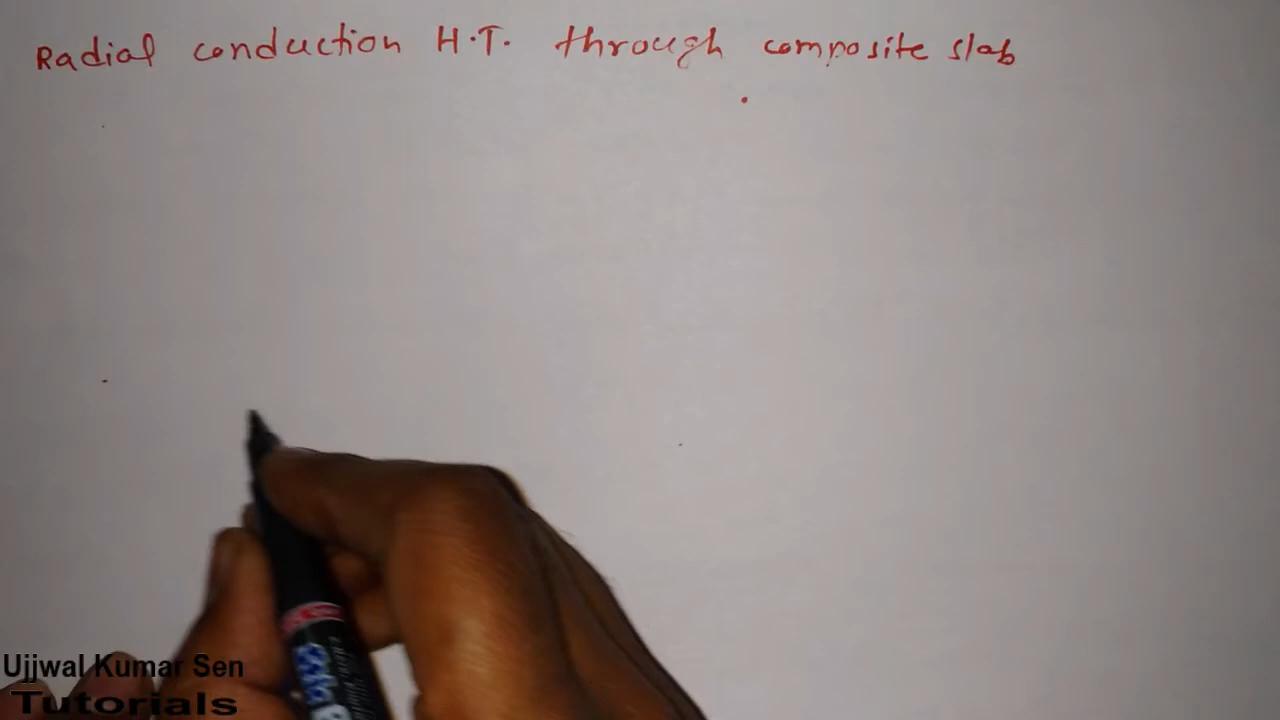 Radial conduction H.T. through composite slab
Ujjwal Kumar Sen
Tutorials